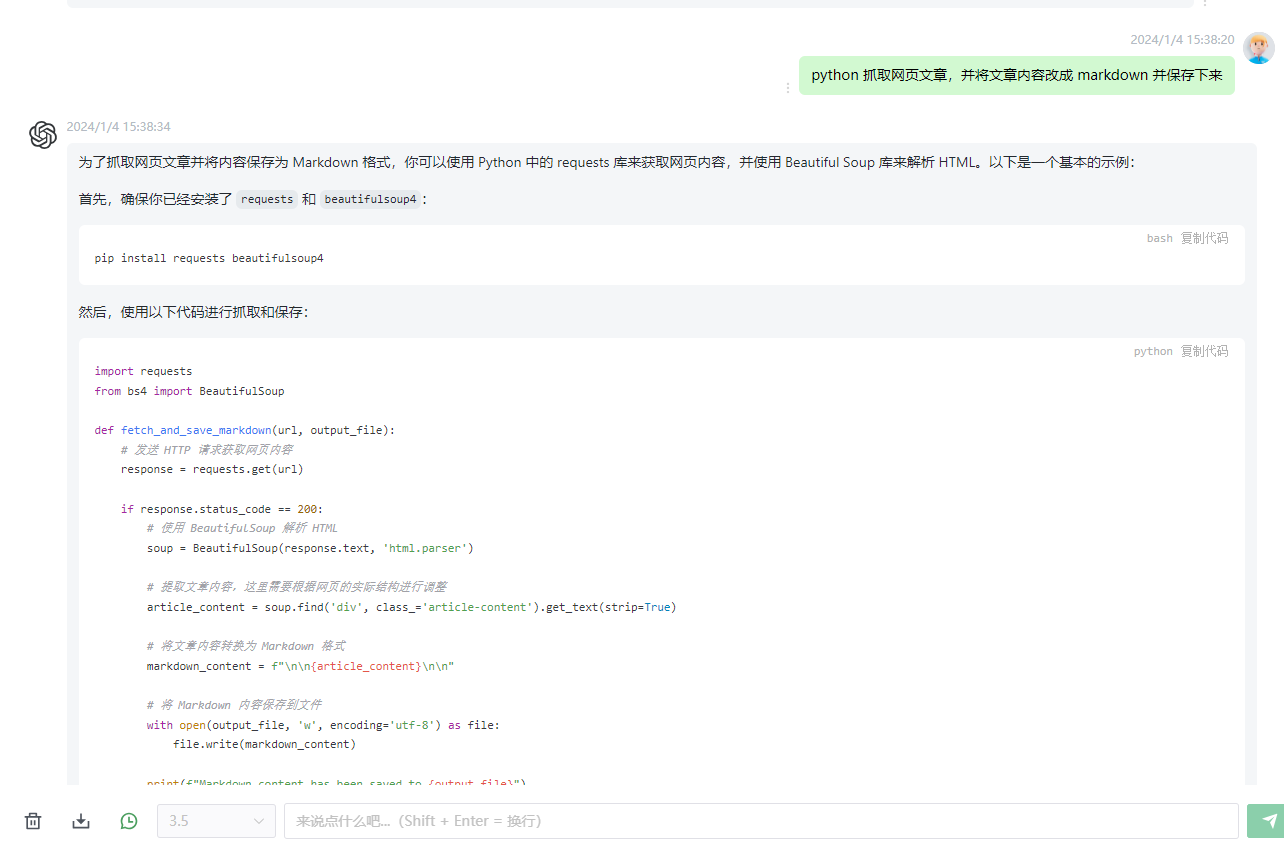 2024/1/4 15:38:20
python 抓取网页文章，并将文章内容改成 markdown 并保存下来
2024/1/4 15:38:34
为了抓取网页文章并将内容保存为 Markdown 格式，你可以使用 Python 中的 requests 库来获取网页内容，并使用 Beautiful Soup 库来解析 HTML。以下是一个基本的示例：
首先，确保你已经安装了 requests 和 beautifulsoup4：
bash 复制代码
pip install requests beautifulsoup4
然后，使用以下代码进行抓取和保存：
python 复制代码
import requests
from bs4 import BeautifulSoup
def fetch_and_save_markdown(url, output_file):
# 发送 HTTP 请求获取网页内容
response = requests.get(url)
if response.status_code == 200:
# 使用 BeautifulSoup 解析 HTML
soup = BeautifulSoup(response.text, 'html.parser')
# 提取文章内容，这里需要根据网页的实际结构进行调整
article_content = soup.find('div', class_='article-content').get_text(strip=True)
# 将文章内容转换为 Markdown 格式
markdown_content = f"\n\n{article_content}\n\n"
# 将 Markdown 内容保存到文件
with open(output_file, 'w', encoding='utf-8') as file:
file.write(markdown_content)
print(f"Markdown content has been saved to {output_file}")
3.5
来说点什么吧...（Shift + Enter = 换行）